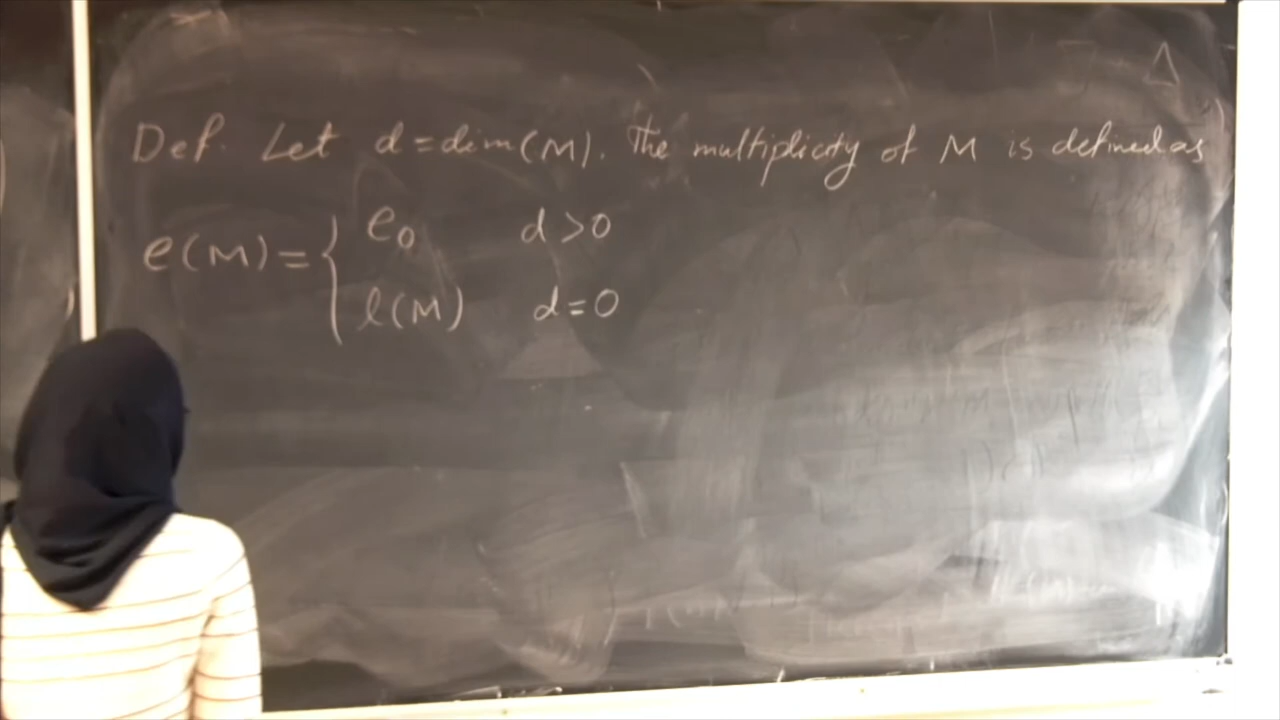 Def. Let d = dim(M). The multiplicity of M is defined as
e(M) = { e₀ d > 0
ℓ(M) d = 0